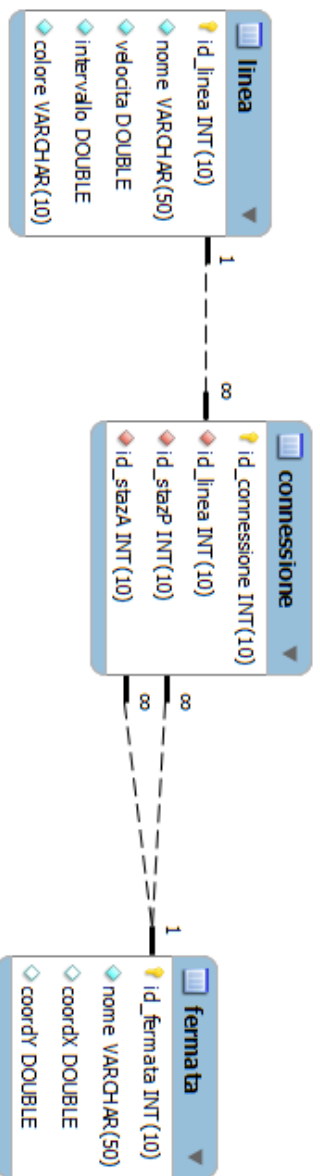 linea
id_linea INT(10)
nome VARCHAR(50)
velocita DOUBLE
intervallo DOUBLE
colore VARCHAR(10)
1
∞
connessione
id_connessione INT(10)
id_linea INT(10)
id_stazP INT(10)
id_stazA INT(10)
∞
∞
1
fermata
id_fermata INT(10)
nome VARCHAR(50)
coordX DOUBLE
coordY DOUBLE